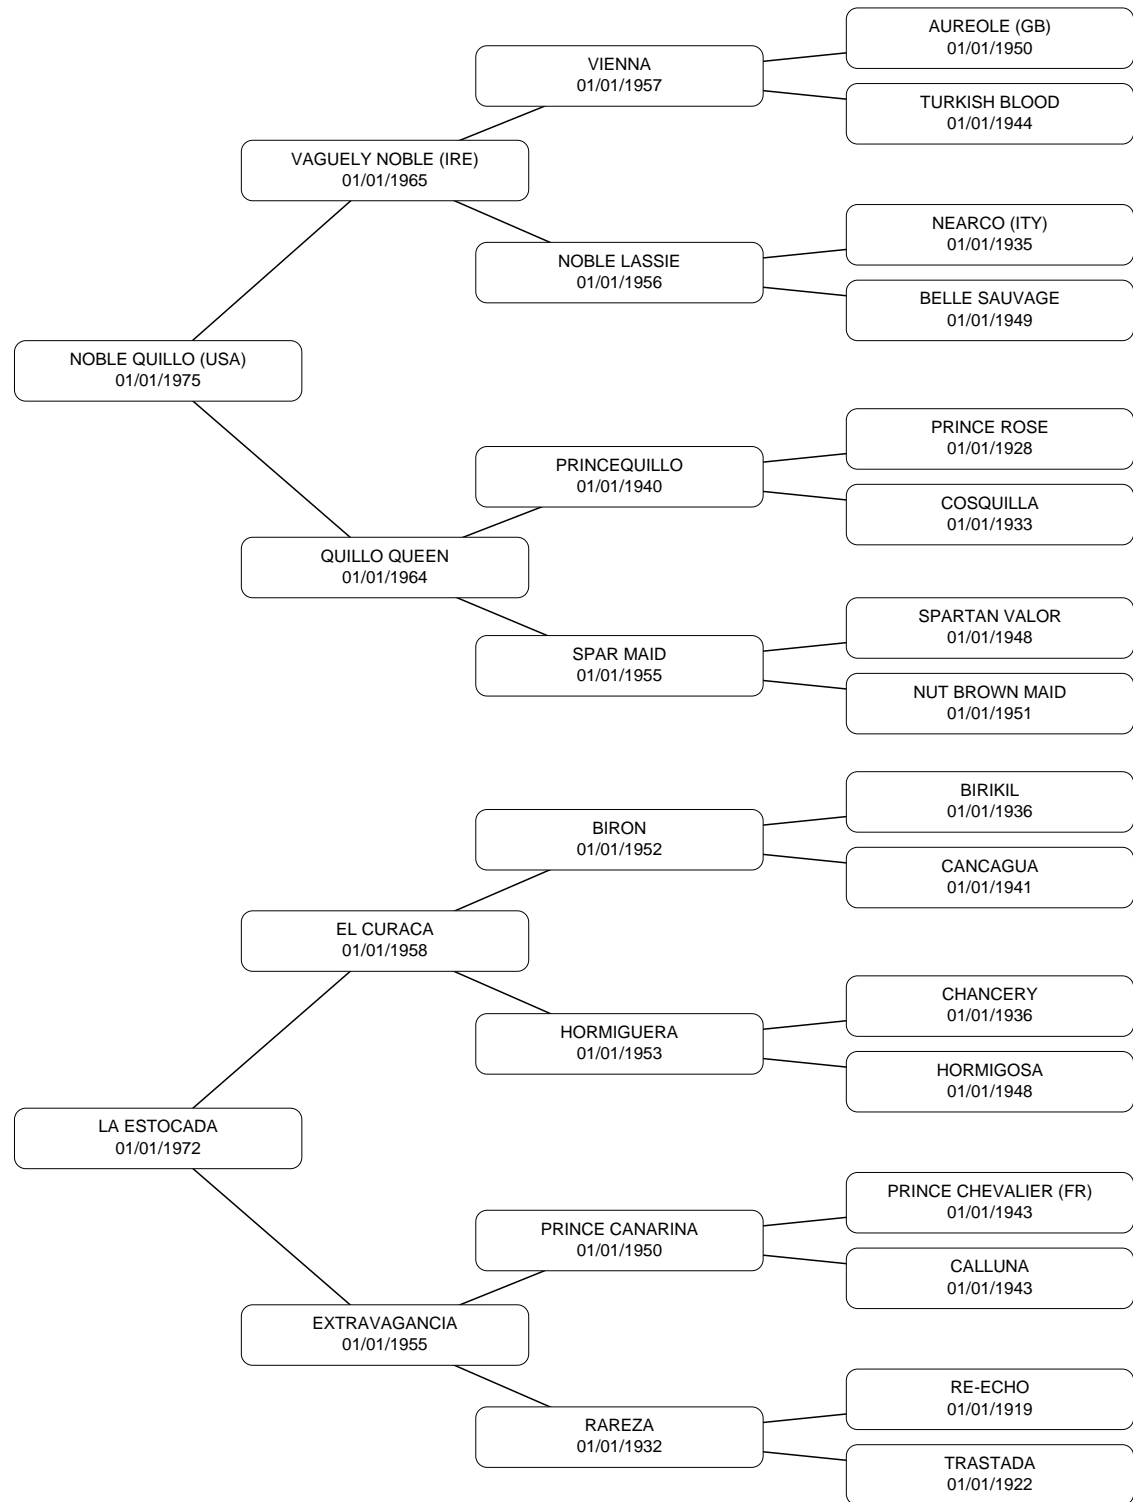 AUREOLE (GB)
01/01/1950
VIENNA
01/01/1957
TURKISH BLOOD
01/01/1944
VAGUELY NOBLE (IRE)
01/01/1965
NEARCO (ITY)
01/01/1935
NOBLE LASSIE
01/01/1956
BELLE SAUVAGE
01/01/1949
NOBLE QUILLO (USA)
01/01/1975
PRINCE ROSE
01/01/1928
PRINCEQUILLO
01/01/1940
COSQUILLA
01/01/1933
QUILLO QUEEN
01/01/1964
SPARTAN VALOR
01/01/1948
SPAR MAID
01/01/1955
NUT BROWN MAID
01/01/1951
BIRIKIL
01/01/1936
BIRON
01/01/1952
CANCAGUA
01/01/1941
EL CURACA
01/01/1958
CHANCERY
01/01/1936
HORMIGUERA
01/01/1953
HORMIGOSA
01/01/1948
LA ESTOCADA
01/01/1972
PRINCE CHEVALIER (FR)
01/01/1943
PRINCE CANARINA
01/01/1950
CALLUNA
01/01/1943
EXTRAVAGANCIA
01/01/1955
RE-ECHO
01/01/1919
RAREZA
01/01/1932
TRASTADA
01/01/1922